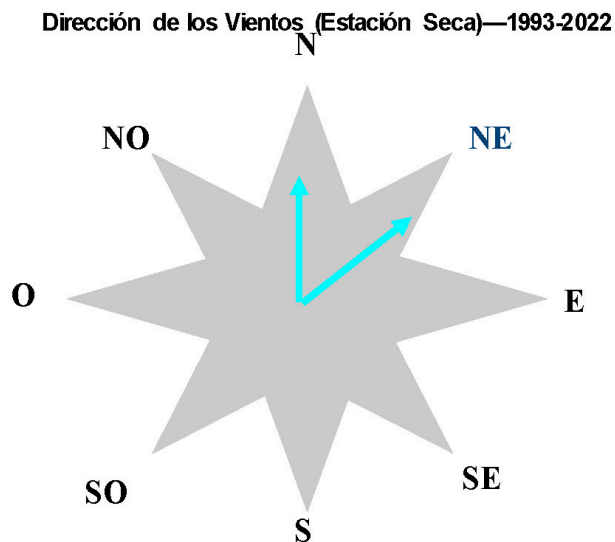 Dirección de los Vientos (Estación Seca)—1993-2022
N
NO
NE
O
E
SO
SE
S